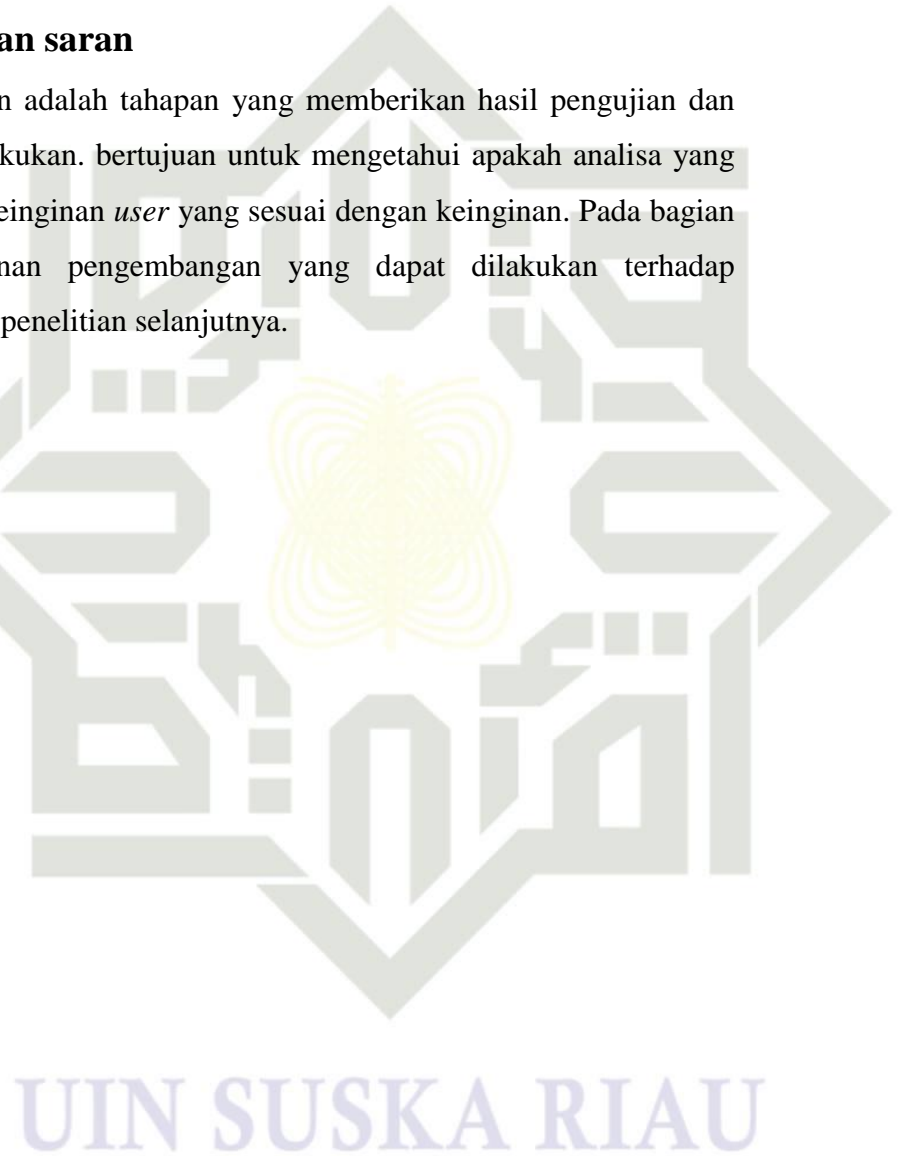 an saran
n adalah tahapan yang memberikan hasil pengujian dan
kukan. bertujuan untuk mengetahui apakah analisa yang
einginan user yang sesuai dengan keinginan. Pada bagian
nan pengembangan yang dapat dilakukan terhadap
penelitian selanjutnya.
UIN SUSKA RIAU